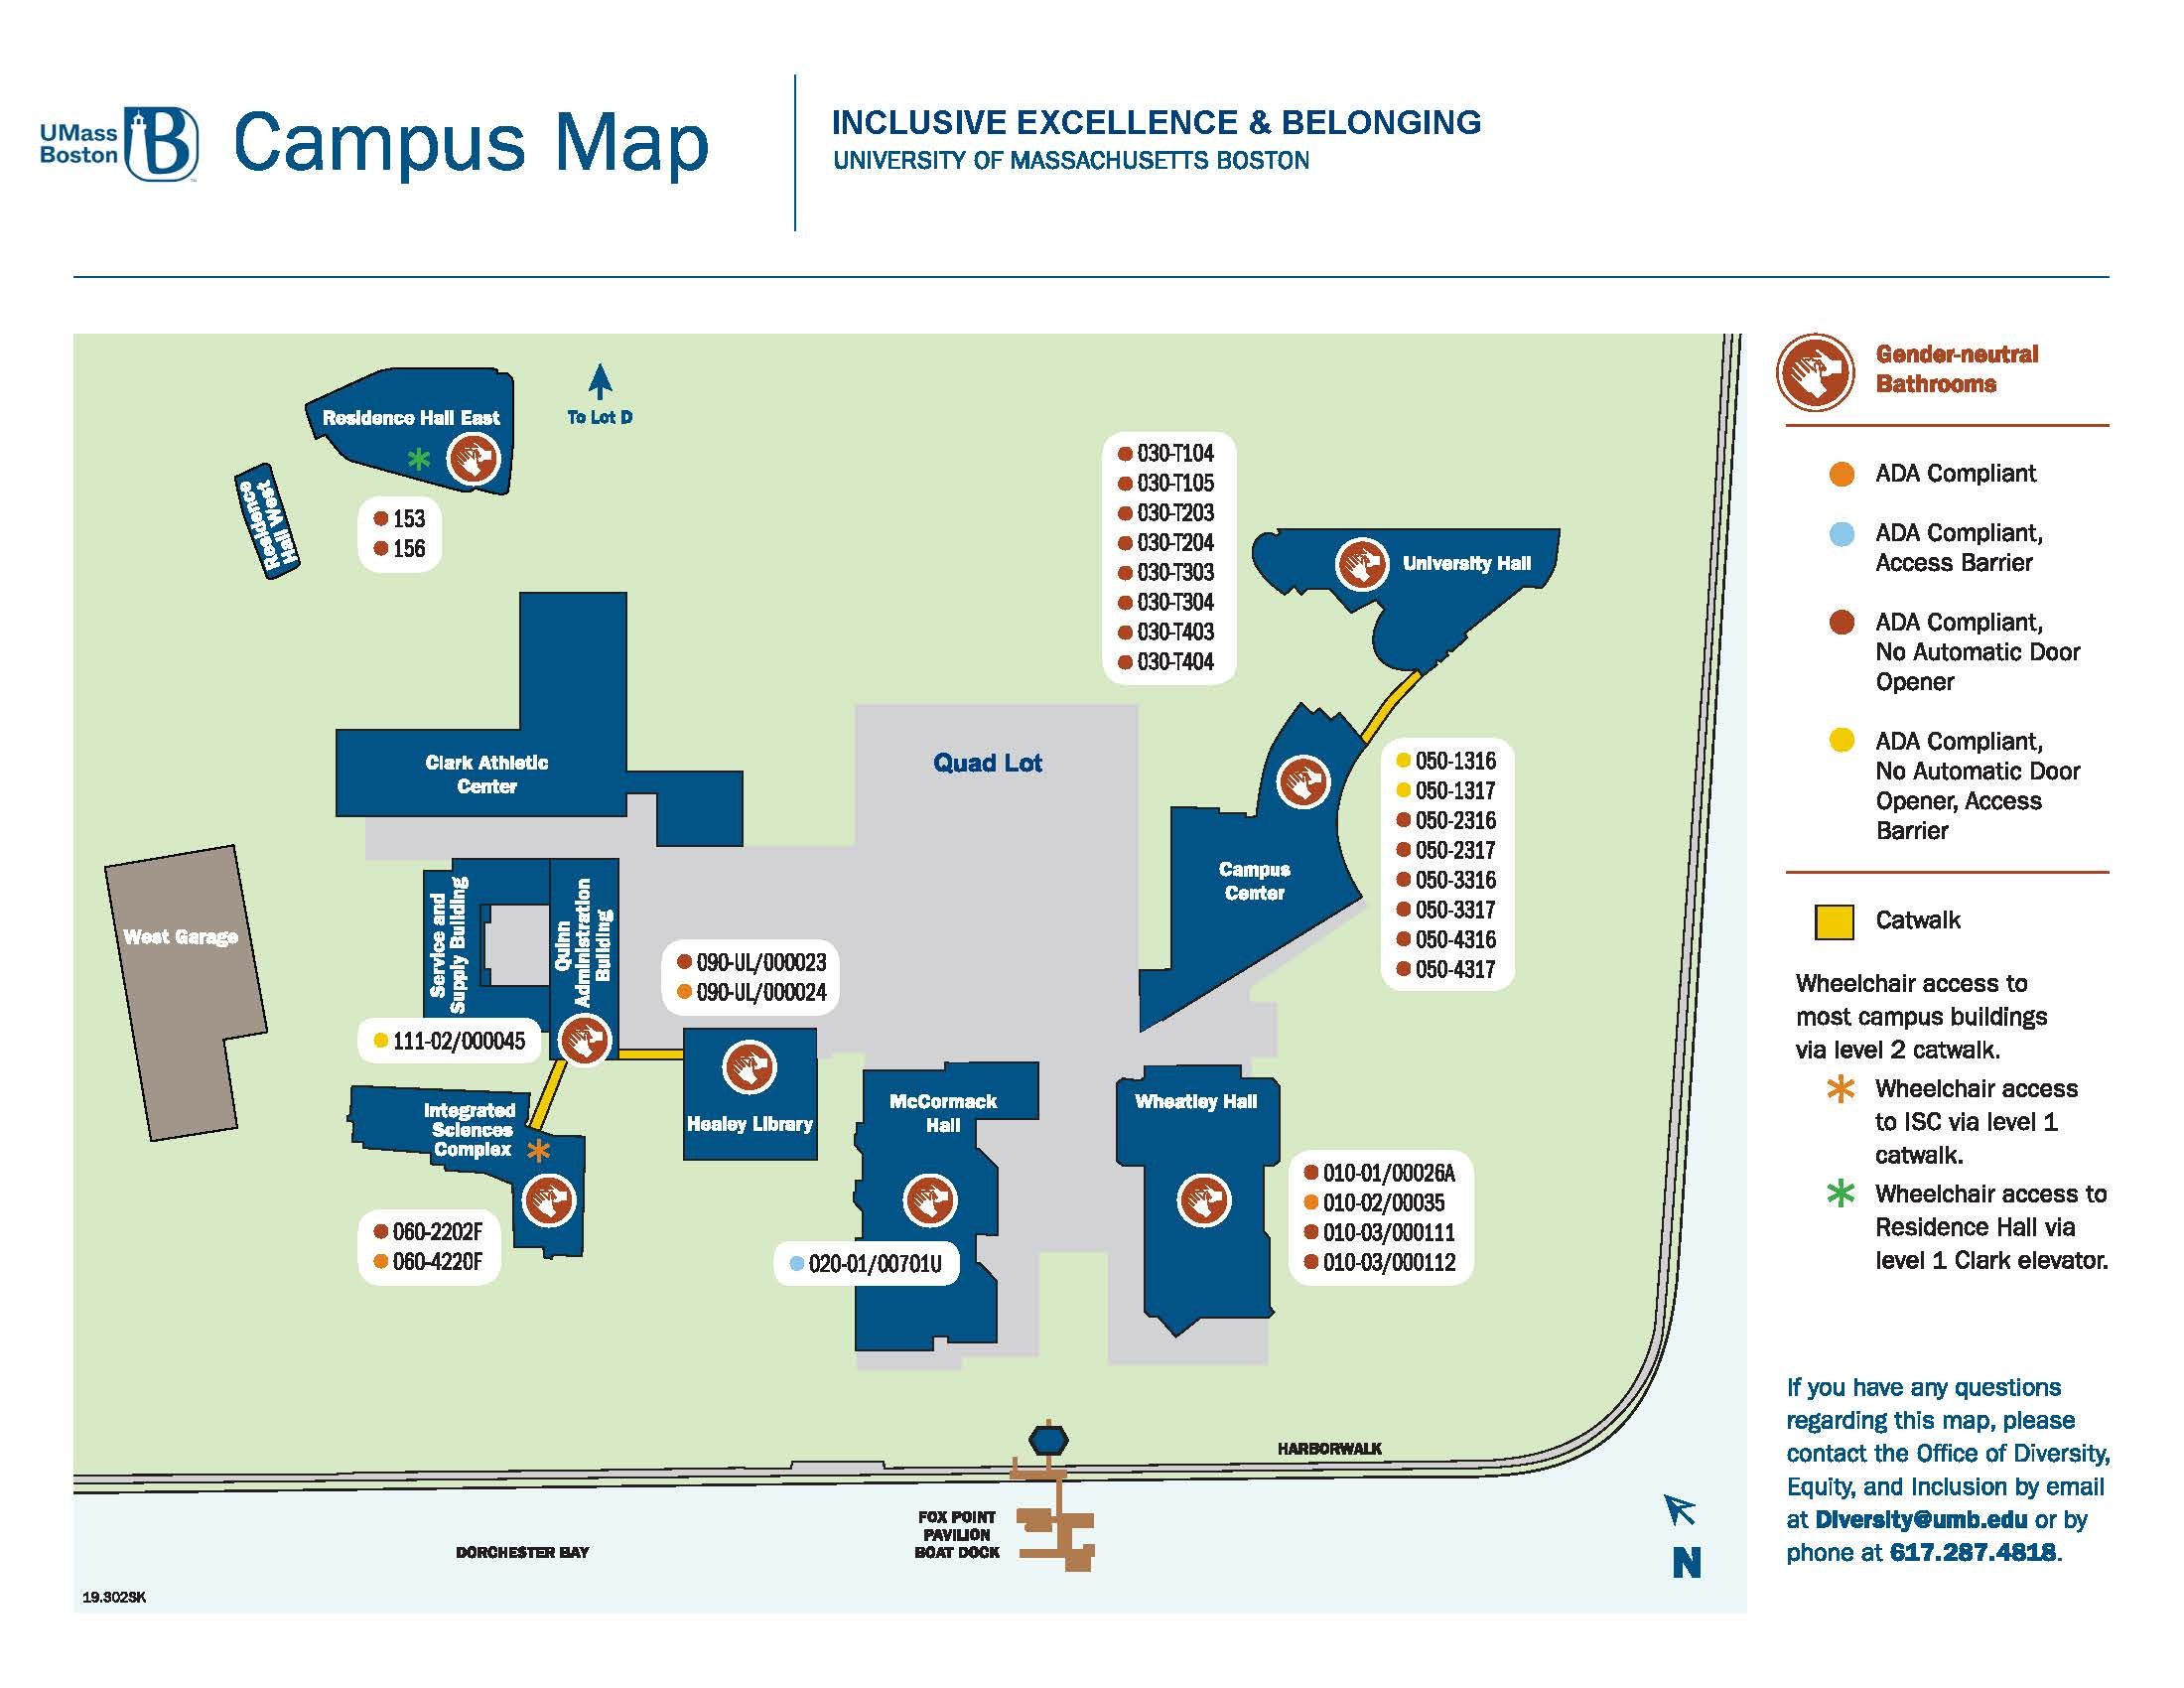 UMass
Boston
B
Campus Map
INCLUSIVE EXCELLENCE & BELONGING
UNIVERSITY OF MASSACHUSETTS BOSTON
Residence Hall East
153
156
Residence
Hall West
To Lot D
030-T104
030-T105
030-T203
030-T204
030-T303
030-T304
030-T403
030-T404
University Hall
Clark Athletic
Center
Quad Lot
Campus
Center
050-1316
050-1317
050-2316
050-2317
050-3316
050-3317
050-4316
050-4317
West Garage
Service and
Supply Building
Quinn
Administration
Building
090-UL/000023
090-UL/000024
111-02/000045
Healey Library
Integrated
Sciences
Complex
060-2202F
060-4220F
McCormack
Hall
020-01/00701U
Wheatley Hall
010-01/00026A
010-02/00035
010-03/000111
010-03/000112
HARBORWALK
FOX POINT
PAVILION
BOAT DOCK
DORCHESTER BAY
N
19.302SK
Gender-neutral
Bathrooms
ADA Compliant
ADA Compliant,
Access Barrier
ADA Compliant,
No Automatic Door
Opener
ADA Compliant,
No Automatic Door
Opener, Access
Barrier
Catwalk
Wheelchair access to
most campus buildings
via level 2 catwalk.
Wheelchair access
to ISC via level 1
catwalk.
Wheelchair access to
Residence Hall via
level 1 Clark elevator.
If you have any questions
regarding this map, please
contact the Office of Diversity,
Equity, and Inclusion by email
at Diversity@umb.edu or by
phone at 617.287.4818.